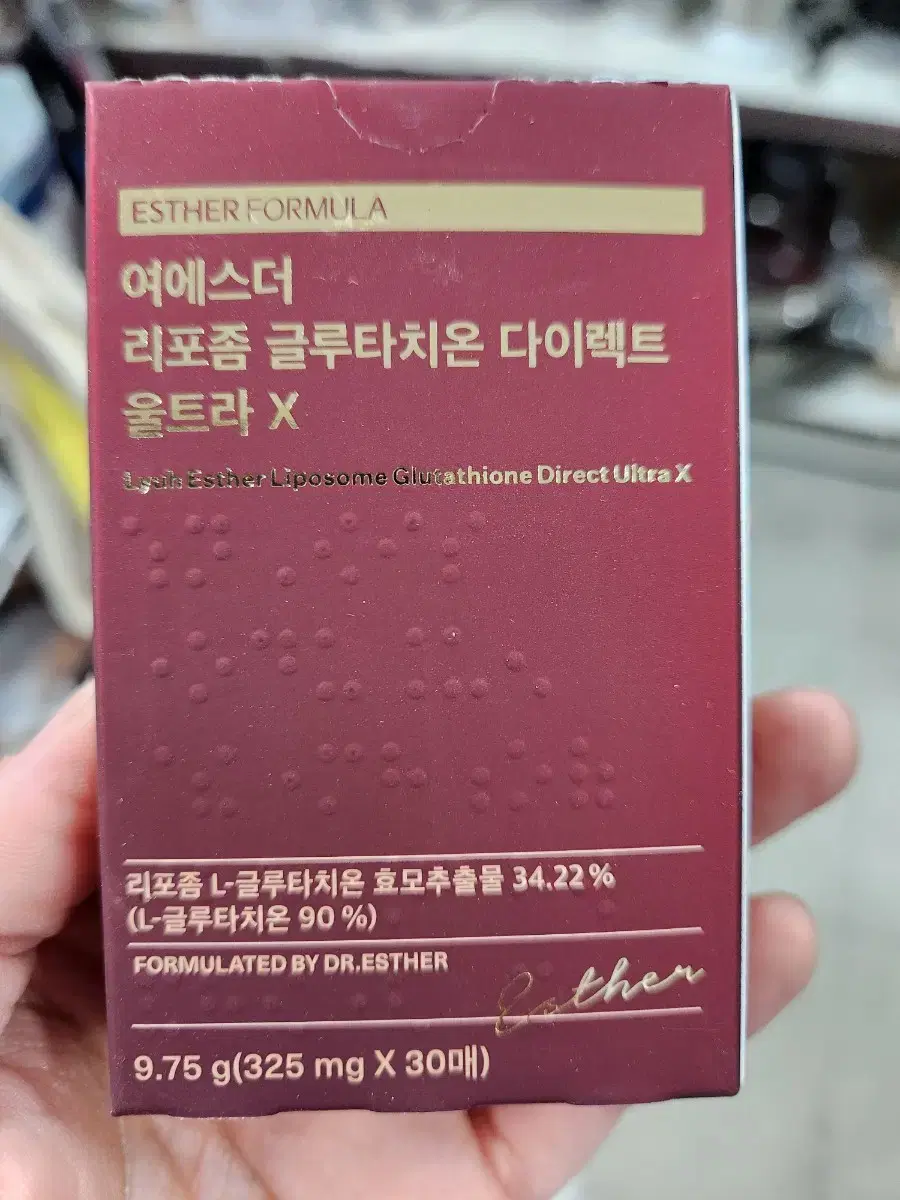 ESTHER FORMULA
여에스더
리포좀 글루타치온 다이렉트
울트라 X
Lyuh Esther Liposome Glutathione Direct Ultra X
리포좀 L-글루타치온 효모추출물 34.22%
(L-글루타치온 90 %)
FORMULATED BY DR.ESTHER
Esther
9.75 g(325 mg X 30매)